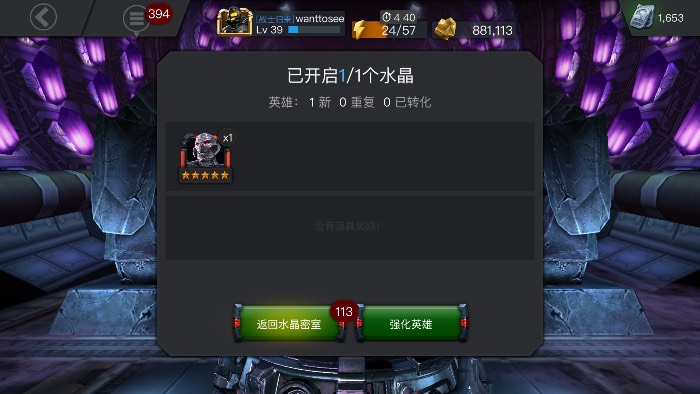 394
[战士归来] wanttosee
Lv 39
4:40
24/57
881,113
1,653
已开启1/1个水晶
英雄: 1 新 0 重复 0 已转化
x1
没有道具奖励!
113
返回水晶密室
强化英雄